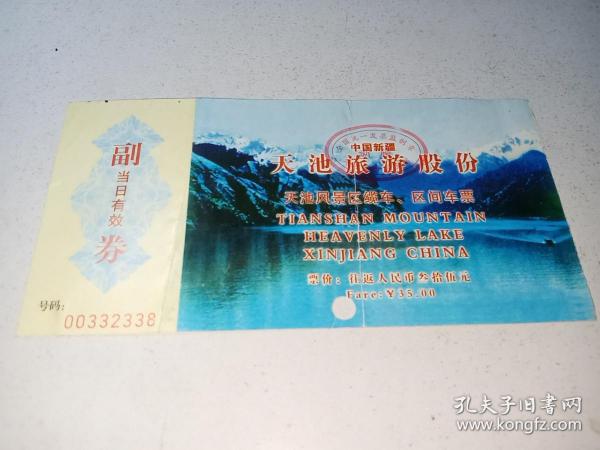 副
当日有效
券
号码:
00332338
中国新疆
天池旅游股份
天池风景区缆车、区间车票
TIANSHAN MOUNTAIN
HEAVENLY LAKE
XINJIANG CHINA
票价：往返人民币叁拾伍元
Fare:¥35.00
孔夫子旧书网
www.kongfz.com